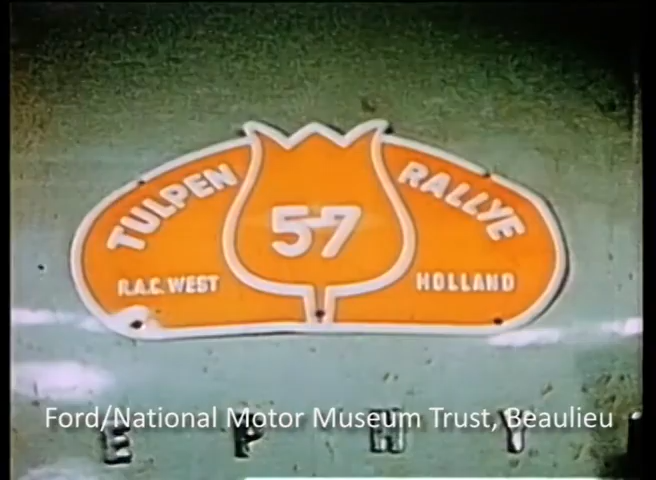 TULPEN RALLYE
57
R.A.C. WEST HOLLAND
Ford/National Motor Museum Trust, Beaulieu
E P H Y